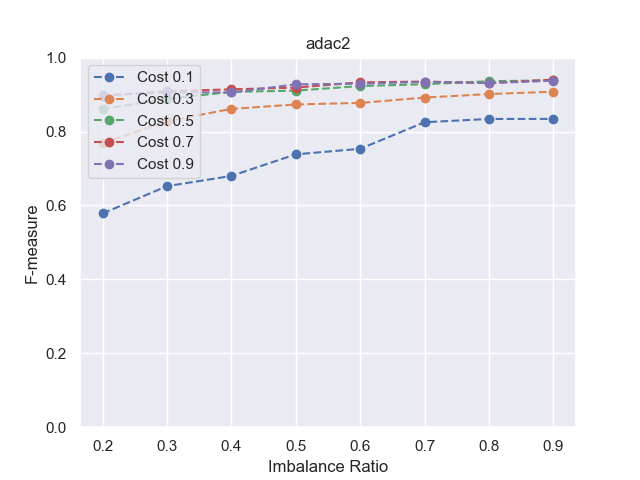 adac2
1.0
0.8
0.6
0.4
0.2
0.0
F-measure
Cost 0.1
Cost 0.3
Cost 0.5
Cost 0.7
Cost 0.9
0.2 0.3 0.4 0.5 0.6 0.7 0.8 0.9
Imbalance Ratio